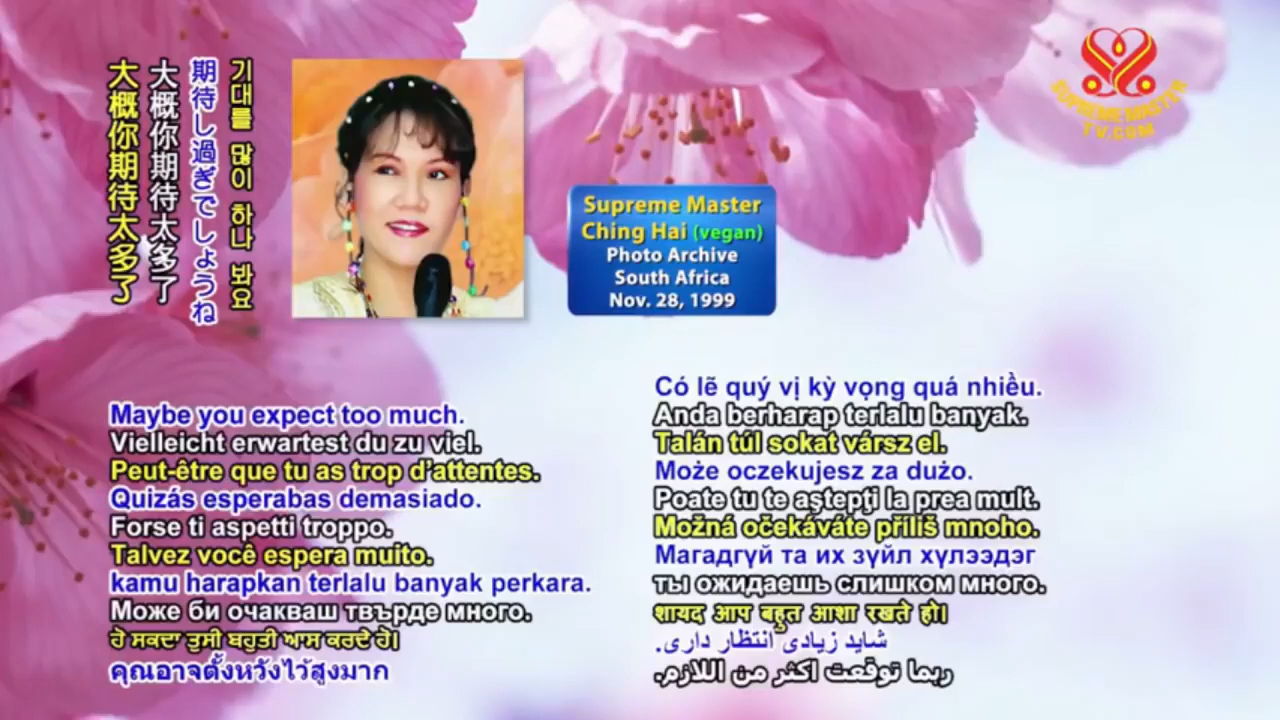 大概你期待太多了
大概你期待太多了
期待し過ぎでしょうね
기대를 많이 하나 봐요
Supreme Master
Ching Hai (vegan)
Photo Archive
South Africa
Nov. 28, 1999
SUPREME MASTER
TV.COM
Maybe you expect too much.
Vielleicht erwartest du zu viel.
Peut-être que tu as trop d'attentes.
Quizás esperabas demasiado.
Forse ti aspetti troppo.
Talvez você espera muito.
kamu harapkan terlalu banyak perkara.
Може би очакваш твърде много.
ਹੋ ਸਕਦਾ ਤੁਸੀ ਬਹੁਤੀ ਆਸ ਕਰਦੇ ਹੋ।
คุณอาจตั้งหวังไว้สูงมาก
Có lẽ quý vị kỳ vọng quá nhiều.
Anda berharap terlalu banyak.
Talán túl sokat vársz el.
Może oczekujesz za dużo.
Poate tu te aştepţi la prea mult.
Možná očekáváte příliš mnoho.
Магадгүй та их зүйл хүлээдэг
ты ожидаешь слишком много.
शायद आप बहुत आशा रखते हो।
شاید زیادی انتظار داری.
ربما توقعت اكثر من اللازم.